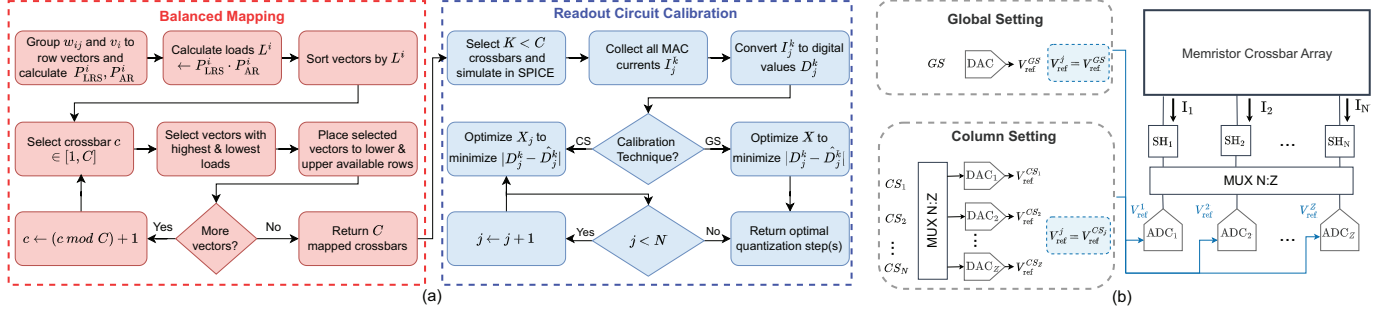 Balanced Mapping
Group w_ij and v_i to
row vectors and
calculate P^i_LRS, P^i_AR
Calculate loads L^i
← P^i_LRS · P^i_AR
Sort vectors by L^i
Select crossbar c
∈ [1, C]
Select vectors with
highest & lowest
loads
Place selected
vectors to lower &
upper available rows
c ← (c mod C) + 1
Yes
More
vectors?
No
Return C
mapped crossbars
Readout Circuit Calibration
Select K < C
crossbars and
simulate in SPICE
Collect all MAC
currents I^k_j
Convert I^k_j to digital
values D^k_j
Optimize X_j to
minimize |D^k_j − D̂^k_j|
CS
Calibration
Technique?
GS
Optimize X to
minimize |D^k_j − D̂^k_j|
j ← j + 1
Yes
j < N
No
Return optimal
quantization step(s)
(a)
Global Setting
GS
DAC
V^GS_ref
V^j_ref = V^GS_ref
Column Setting
CS_1
CS_2
⋮
CS_N
MUX N:Z
DAC_1
V^CS_1_ref
DAC_2
V^CS_2_ref
⋮
DAC_Z
V^CS_Z_ref
V^j_ref = V^CS_j_ref
Memristor Crossbar Array
I_1
I_2
I_N
SH_1
SH_2
...
SH_N
MUX N:Z
V^1_ref
V^2_ref
V^Z_ref
ADC_1
ADC_2
...
ADC_Z
(b)